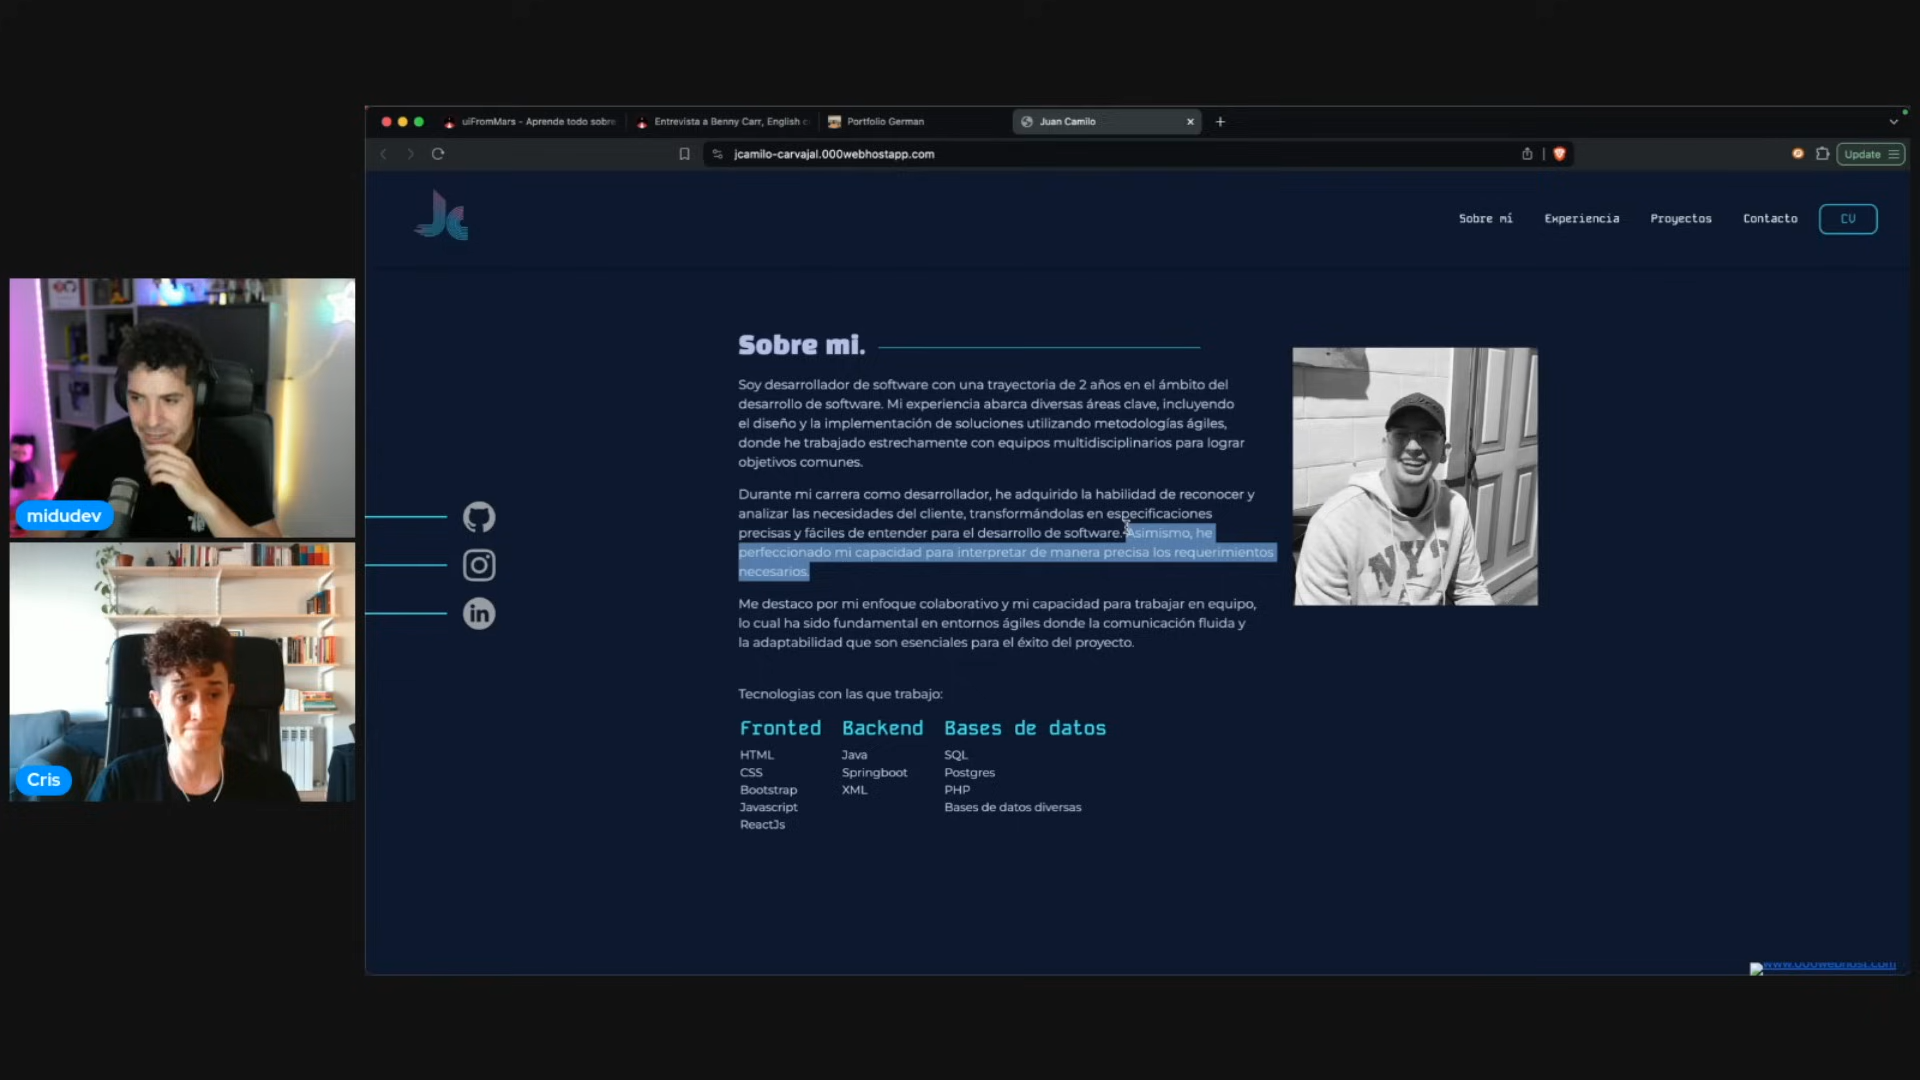 uiFromMars - Aprende todo sobre
Entrevista a Benny Carr, English c
Portfolio German
Juan Camilo
jcamilo-carvajal.000webhostapp.com
Update
Sobre mí
Experiencia
Proyectos
Contacto
CV
Sobre mi.
Soy desarrollador de software con una trayectoria de 2 años en el ámbito del
desarrollo de software. Mi experiencia abarca diversas áreas clave, incluyendo
el diseño y la implementación de soluciones utilizando metodologías ágiles,
donde he trabajado estrechamente con equipos multidisciplinarios para lograr
objetivos comunes.
Durante mi carrera como desarrollador, he adquirido la habilidad de reconocer y
analizar las necesidades del cliente, transformándolas en especificaciones
precisas y fáciles de entender para el desarrollo de software. Asimismo, he
perfeccionado mi capacidad para interpretar de manera precisa los requerimientos
necesarios.
Me destaco por mi enfoque colaborativo y mi capacidad para trabajar en equipo,
lo cual ha sido fundamental en entornos ágiles donde la comunicación fluida y
la adaptabilidad que son esenciales para el éxito del proyecto.
Tecnologias con las que trabajo:
Fronted
HTML
CSS
Bootstrap
Javascript
ReactJs
Backend
Java
Springboot
XML
Bases de datos
SQL
Postgres
PHP
Bases de datos diversas
NYC
www.000webhost.com
midudev
Cris